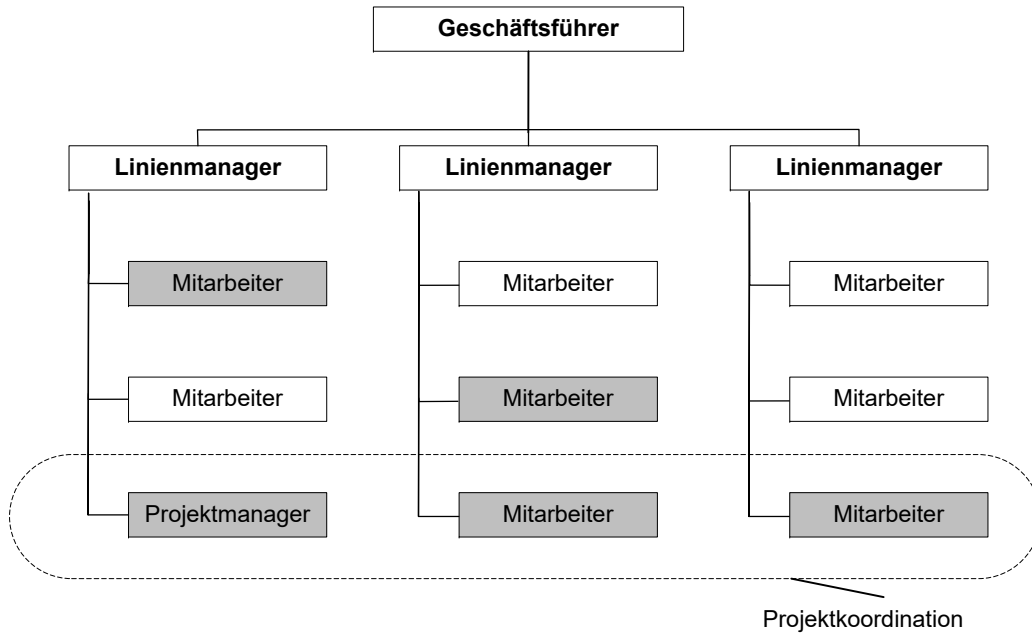 Geschäftsführer
Linienmanager
Linienmanager
Linienmanager
Mitarbeiter
Mitarbeiter
Mitarbeiter
Mitarbeiter
Mitarbeiter
Mitarbeiter
Projektmanager
Mitarbeiter
Mitarbeiter
Projektkoordination